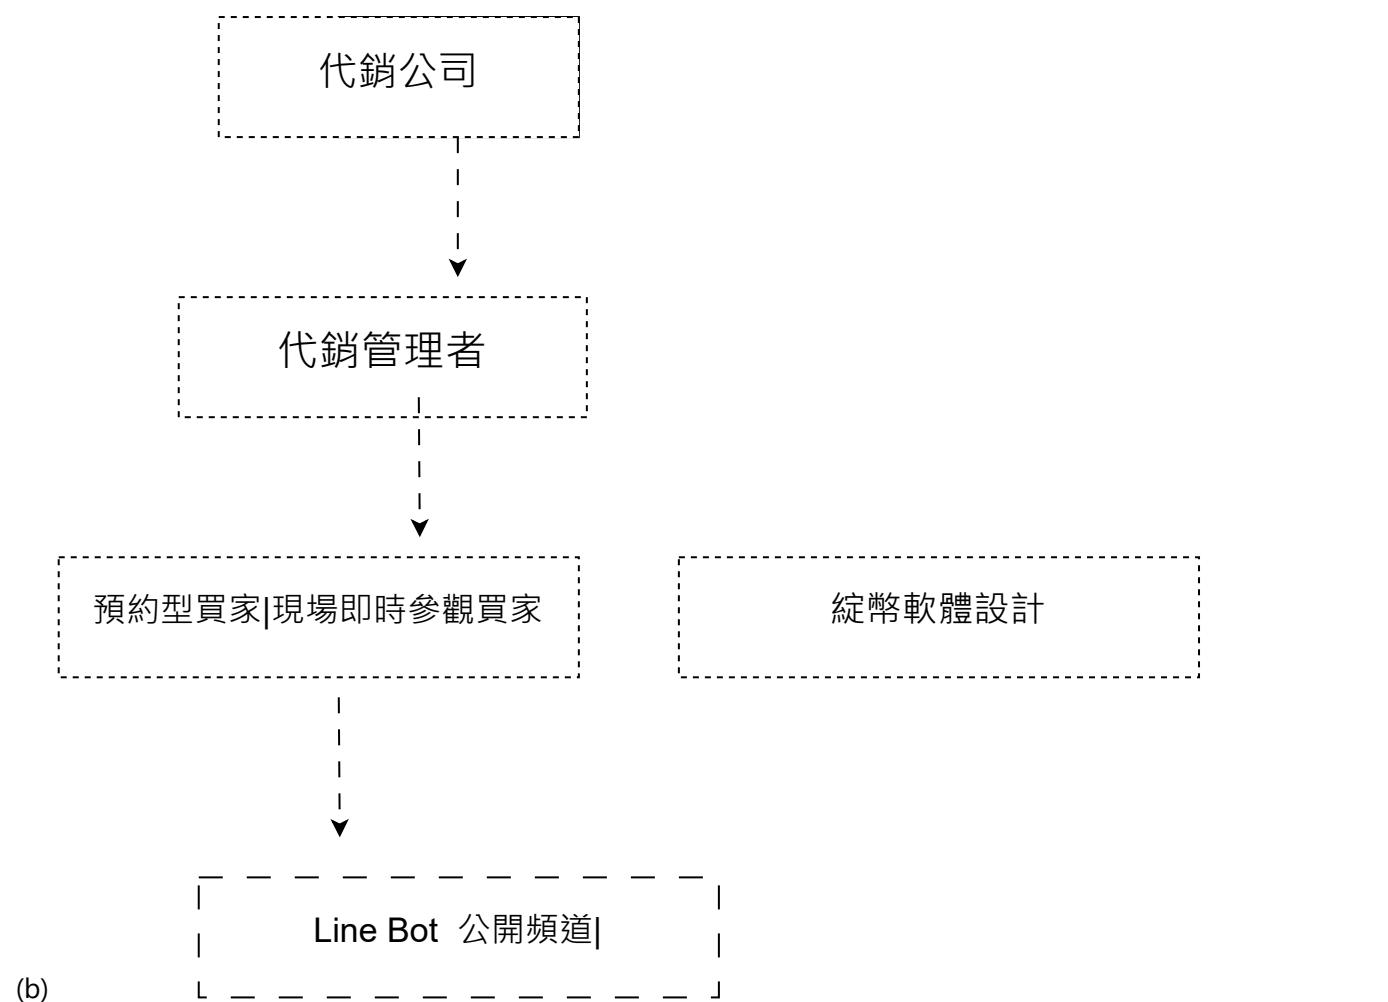 代銷公司
代銷管理者
預約型買家|現場即時參觀買家
綻幣軟體設計
Line Bot 公開頻道|
(b)